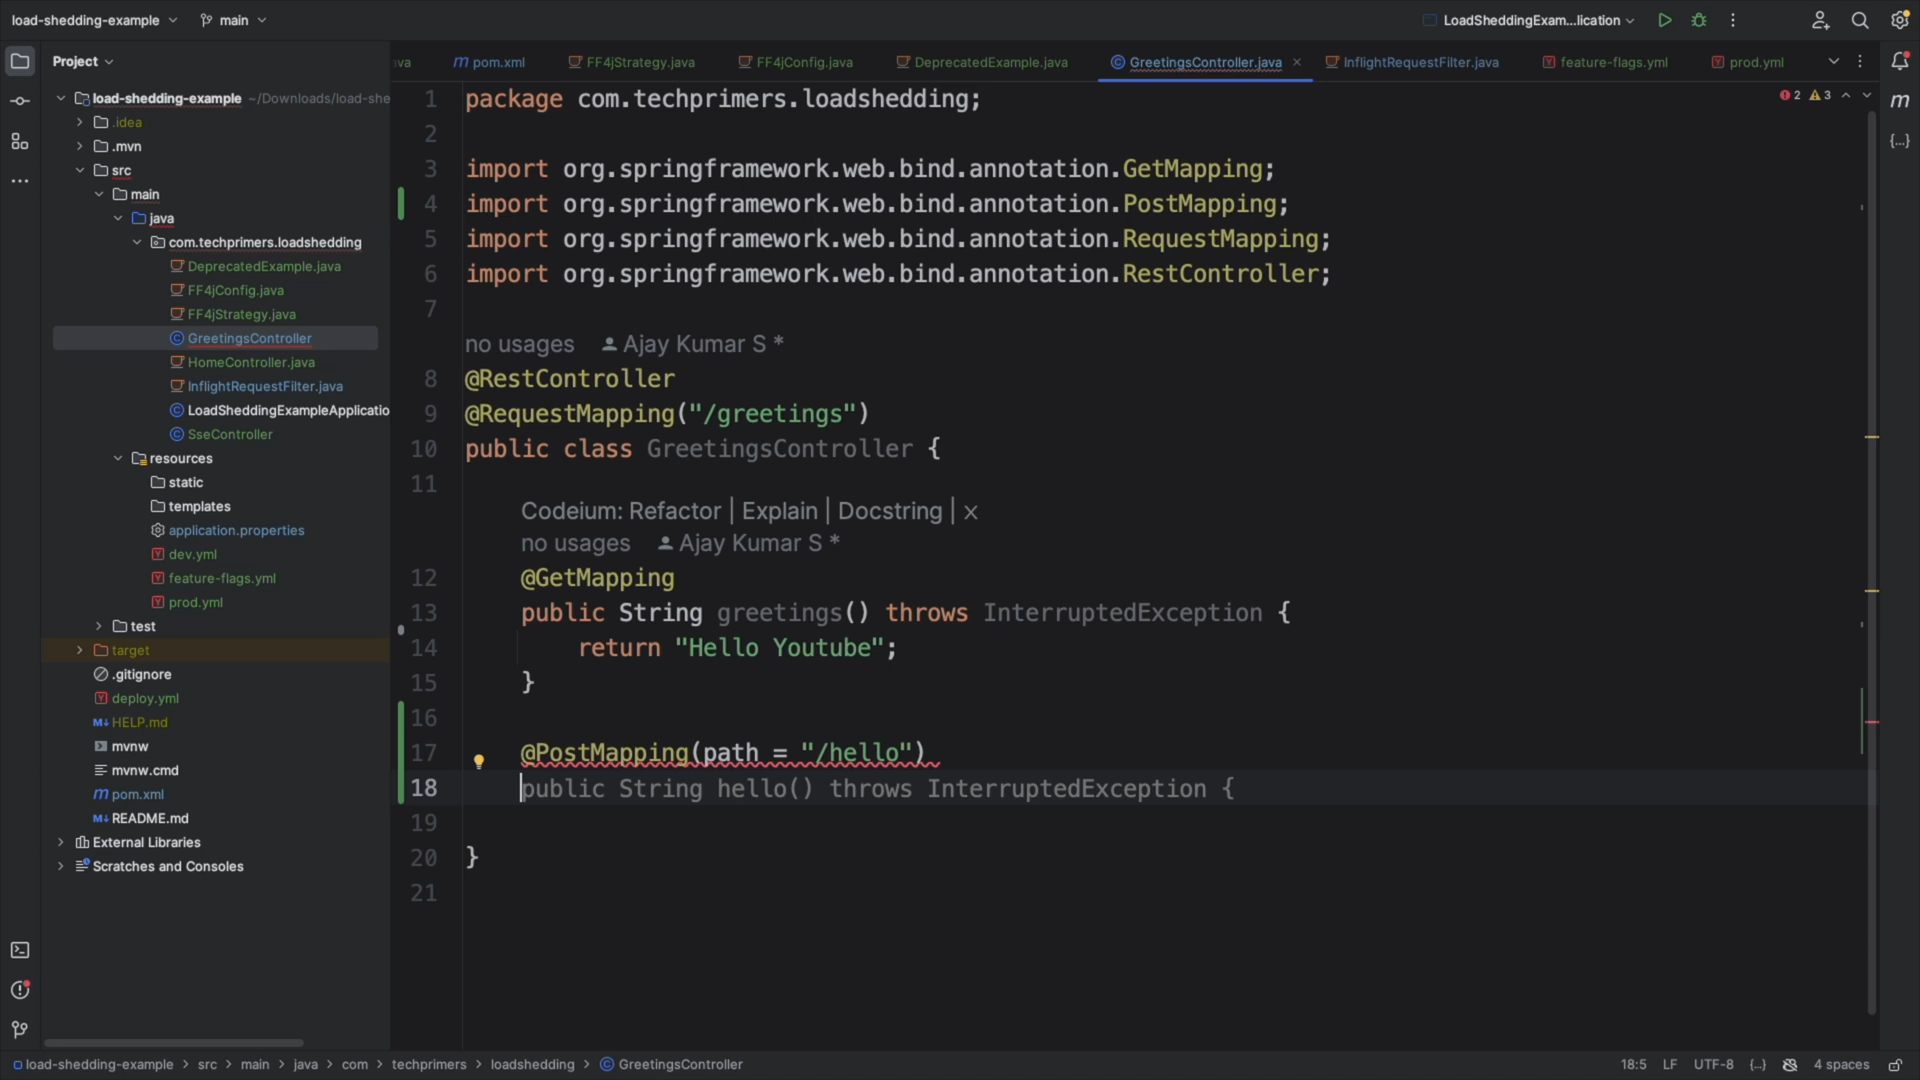 load-shedding-example main LoadSheddingExam...lication
Project
va pom.xml FF4jStrategy.java FF4jConfig.java DeprecatedExample.java GreetingsController.java InflightRequestFilter.java feature-flags.yml prod.yml
load-shedding-example ~/Downloads/load-she
.idea
.mvn
src
main
java
com.techprimers.loadshedding
DeprecatedExample.java
FF4jConfig.java
FF4jStrategy.java
GreetingsController
HomeController.java
InflightRequestFilter.java
LoadSheddingExampleApplicatio
SseController
resources
static
templates
application.properties
dev.yml
feature-flags.yml
prod.yml
test
target
.gitignore
deploy.yml
HELP.md
mvnw
mvnw.cmd
pom.xml
README.md
External Libraries
Scratches and Consoles
2 3
1 package com.techprimers.loadshedding;
2
3 import org.springframework.web.bind.annotation.GetMapping;
4 import org.springframework.web.bind.annotation.PostMapping;
5 import org.springframework.web.bind.annotation.RequestMapping;
6 import org.springframework.web.bind.annotation.RestController;
7
no usages Ajay Kumar S *
8 @RestController
9 @RequestMapping("/greetings")
10 public class GreetingsController {
11
Codeium: Refactor | Explain | Docstring | ×
no usages Ajay Kumar S *
12 @GetMapping
13 public String greetings() throws InterruptedException {
14 return "Hello Youtube";
15 }
16
17 @PostMapping(path = "/hello")
18 public String hello() throws InterruptedException {
19
20 }
21
load-shedding-example > src > main > java > com > techprimers > loadshedding > GreetingsController 18:5 LF UTF-8 {...} 4 spaces